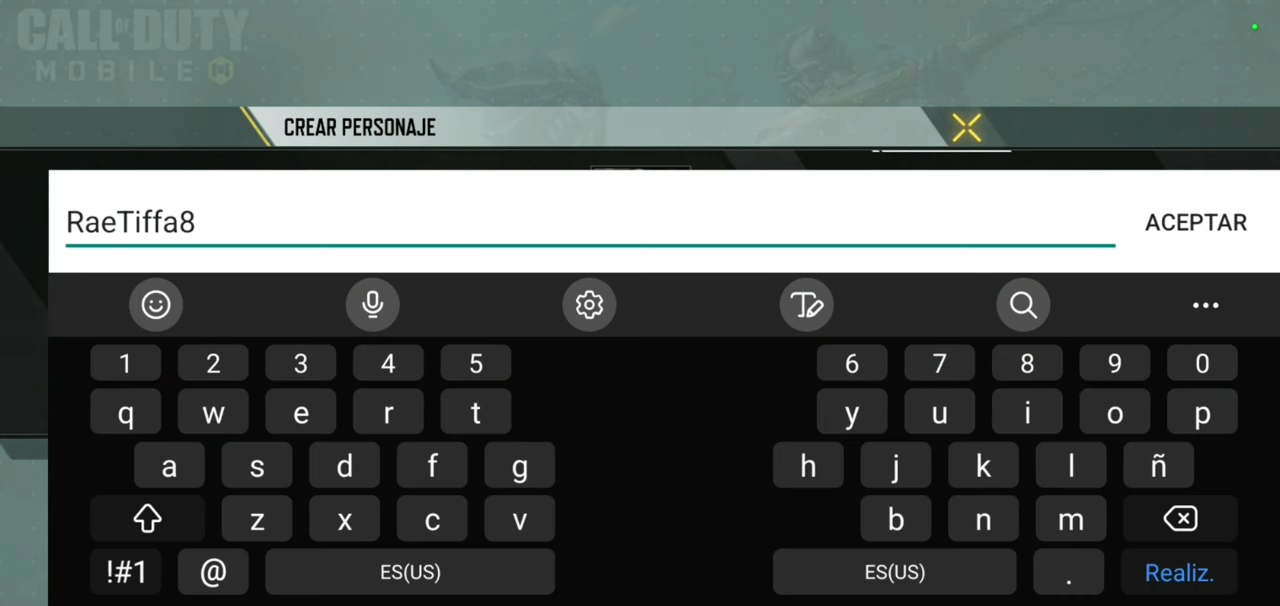 CALL OF DUTY
MOBILE
CREAR PERSONAJE
RaeTiffa8
ACEPTAR
1 2 3 4 5 6 7 8 9 0
q w e r t y u i o p
a s d f g h j k l ñ
z x c v b n m
!#1 @ ES(US) ES(US) . Realiz.